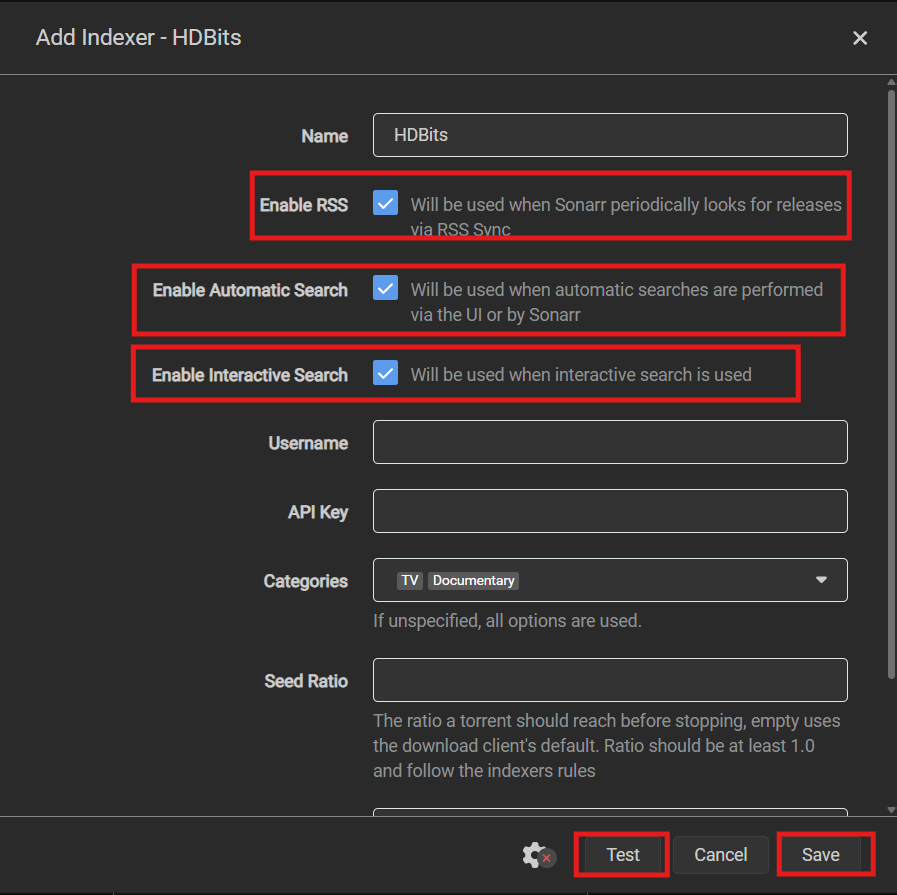 Add Indexer - HDBits
Name
HDBits
Enable RSS
Will be used when Sonarr periodically looks for releases
via RSS Sync
Enable Automatic Search
Will be used when automatic searches are performed
via the UI or by Sonarr
Enable Interactive Search
Will be used when interactive search is used
Username
API Key
Categories
TV Documentary
If unspecified, all options are used.
Seed Ratio
The ratio a torrent should reach before stopping, empty uses
the download client's default. Ratio should be at least 1.0
and follow the indexers rules
Test Cancel Save